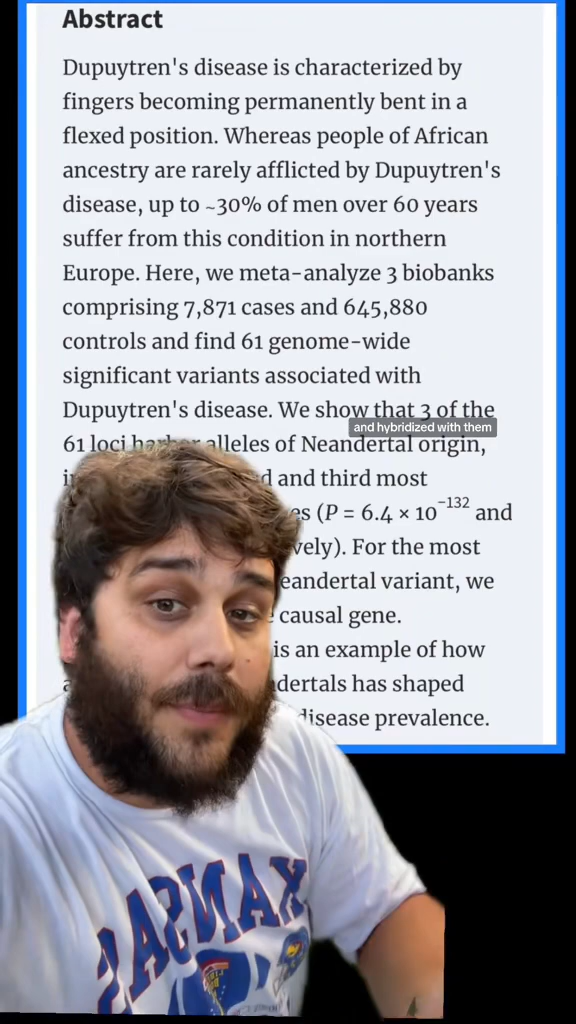 Abstract
Dupuytren's disease is characterized by
fingers becoming permanently bent in a
flexed position. Whereas people of African
ancestry are rarely afflicted by Dupuytren's
disease, up to ~30% of men over 60 years
suffer from this condition in northern
Europe. Here, we meta-analyze 3 biobanks
comprising 7,871 cases and 645,880
controls and find 61 genome-wide
significant variants associated with
Dupuytren's disease. We show that 3 of the
and hybridized with them
61 loci harbor alleles of Neandertal origin,
and third most
(P = 6.4 × 10⁻¹³² and
For the most
variant, we
causal gene.
is an example of how
has shaped
disease prevalence.
KANSAS